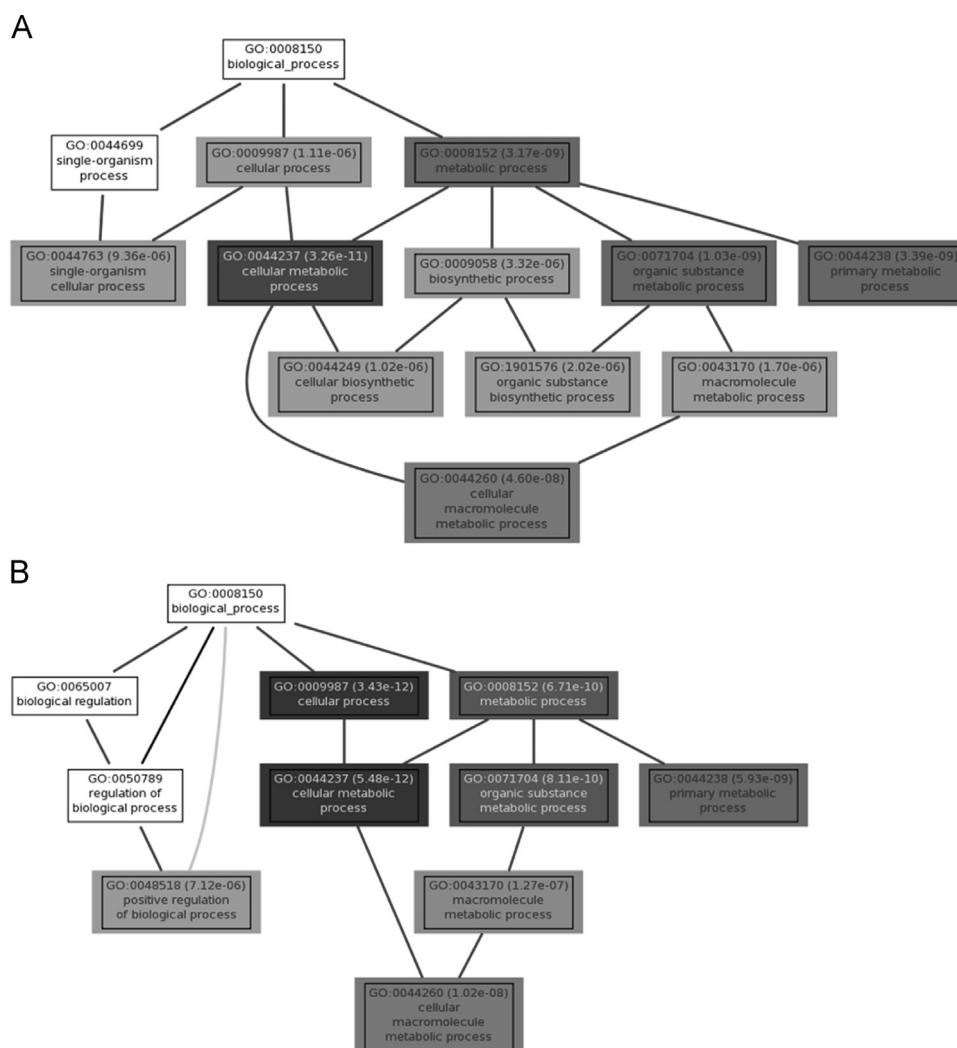 A
GO:0008150
biological_process
GO:0044699
single-organism
process
GO:0009987 (1.11e-06)
cellular process
GO:0008152 (3.17e-09)
metabolic process
GO:0044763 (9.36e-06)
single-organism
cellular process
GO:0044237 (3.26e-11)
cellular metabolic
process
GO:0009058 (3.32e-06)
biosynthetic process
GO:0071704 (1.03e-09)
organic substance
metabolic process
GO:0044238 (3.39e-09)
primary metabolic
process
GO:0044249 (1.02e-06)
cellular biosynthetic
process
GO:1901576 (2.02e-06)
organic substance
biosynthetic process
GO:0043170 (1.70e-06)
macromolecule
metabolic process
GO:0044260 (4.60e-08)
cellular
macromolecule
metabolic process
B
GO:0008150
biological_process
GO:0065007
biological regulation
GO:0009987 (3.43e-12)
cellular process
GO:0008152 (6.71e-10)
metabolic process
GO:0050789
regulation of
biological process
GO:0044237 (5.48e-12)
cellular metabolic
process
GO:0071704 (8.11e-10)
organic substance
metabolic process
GO:0044238 (5.93e-09)
primary metabolic
process
GO:0048518 (7.12e-06)
positive regulation
of biological process
GO:0043170 (1.27e-07)
macromolecule
metabolic process
GO:0044260 (1.02e-08)
cellular
macromolecule
metabolic process